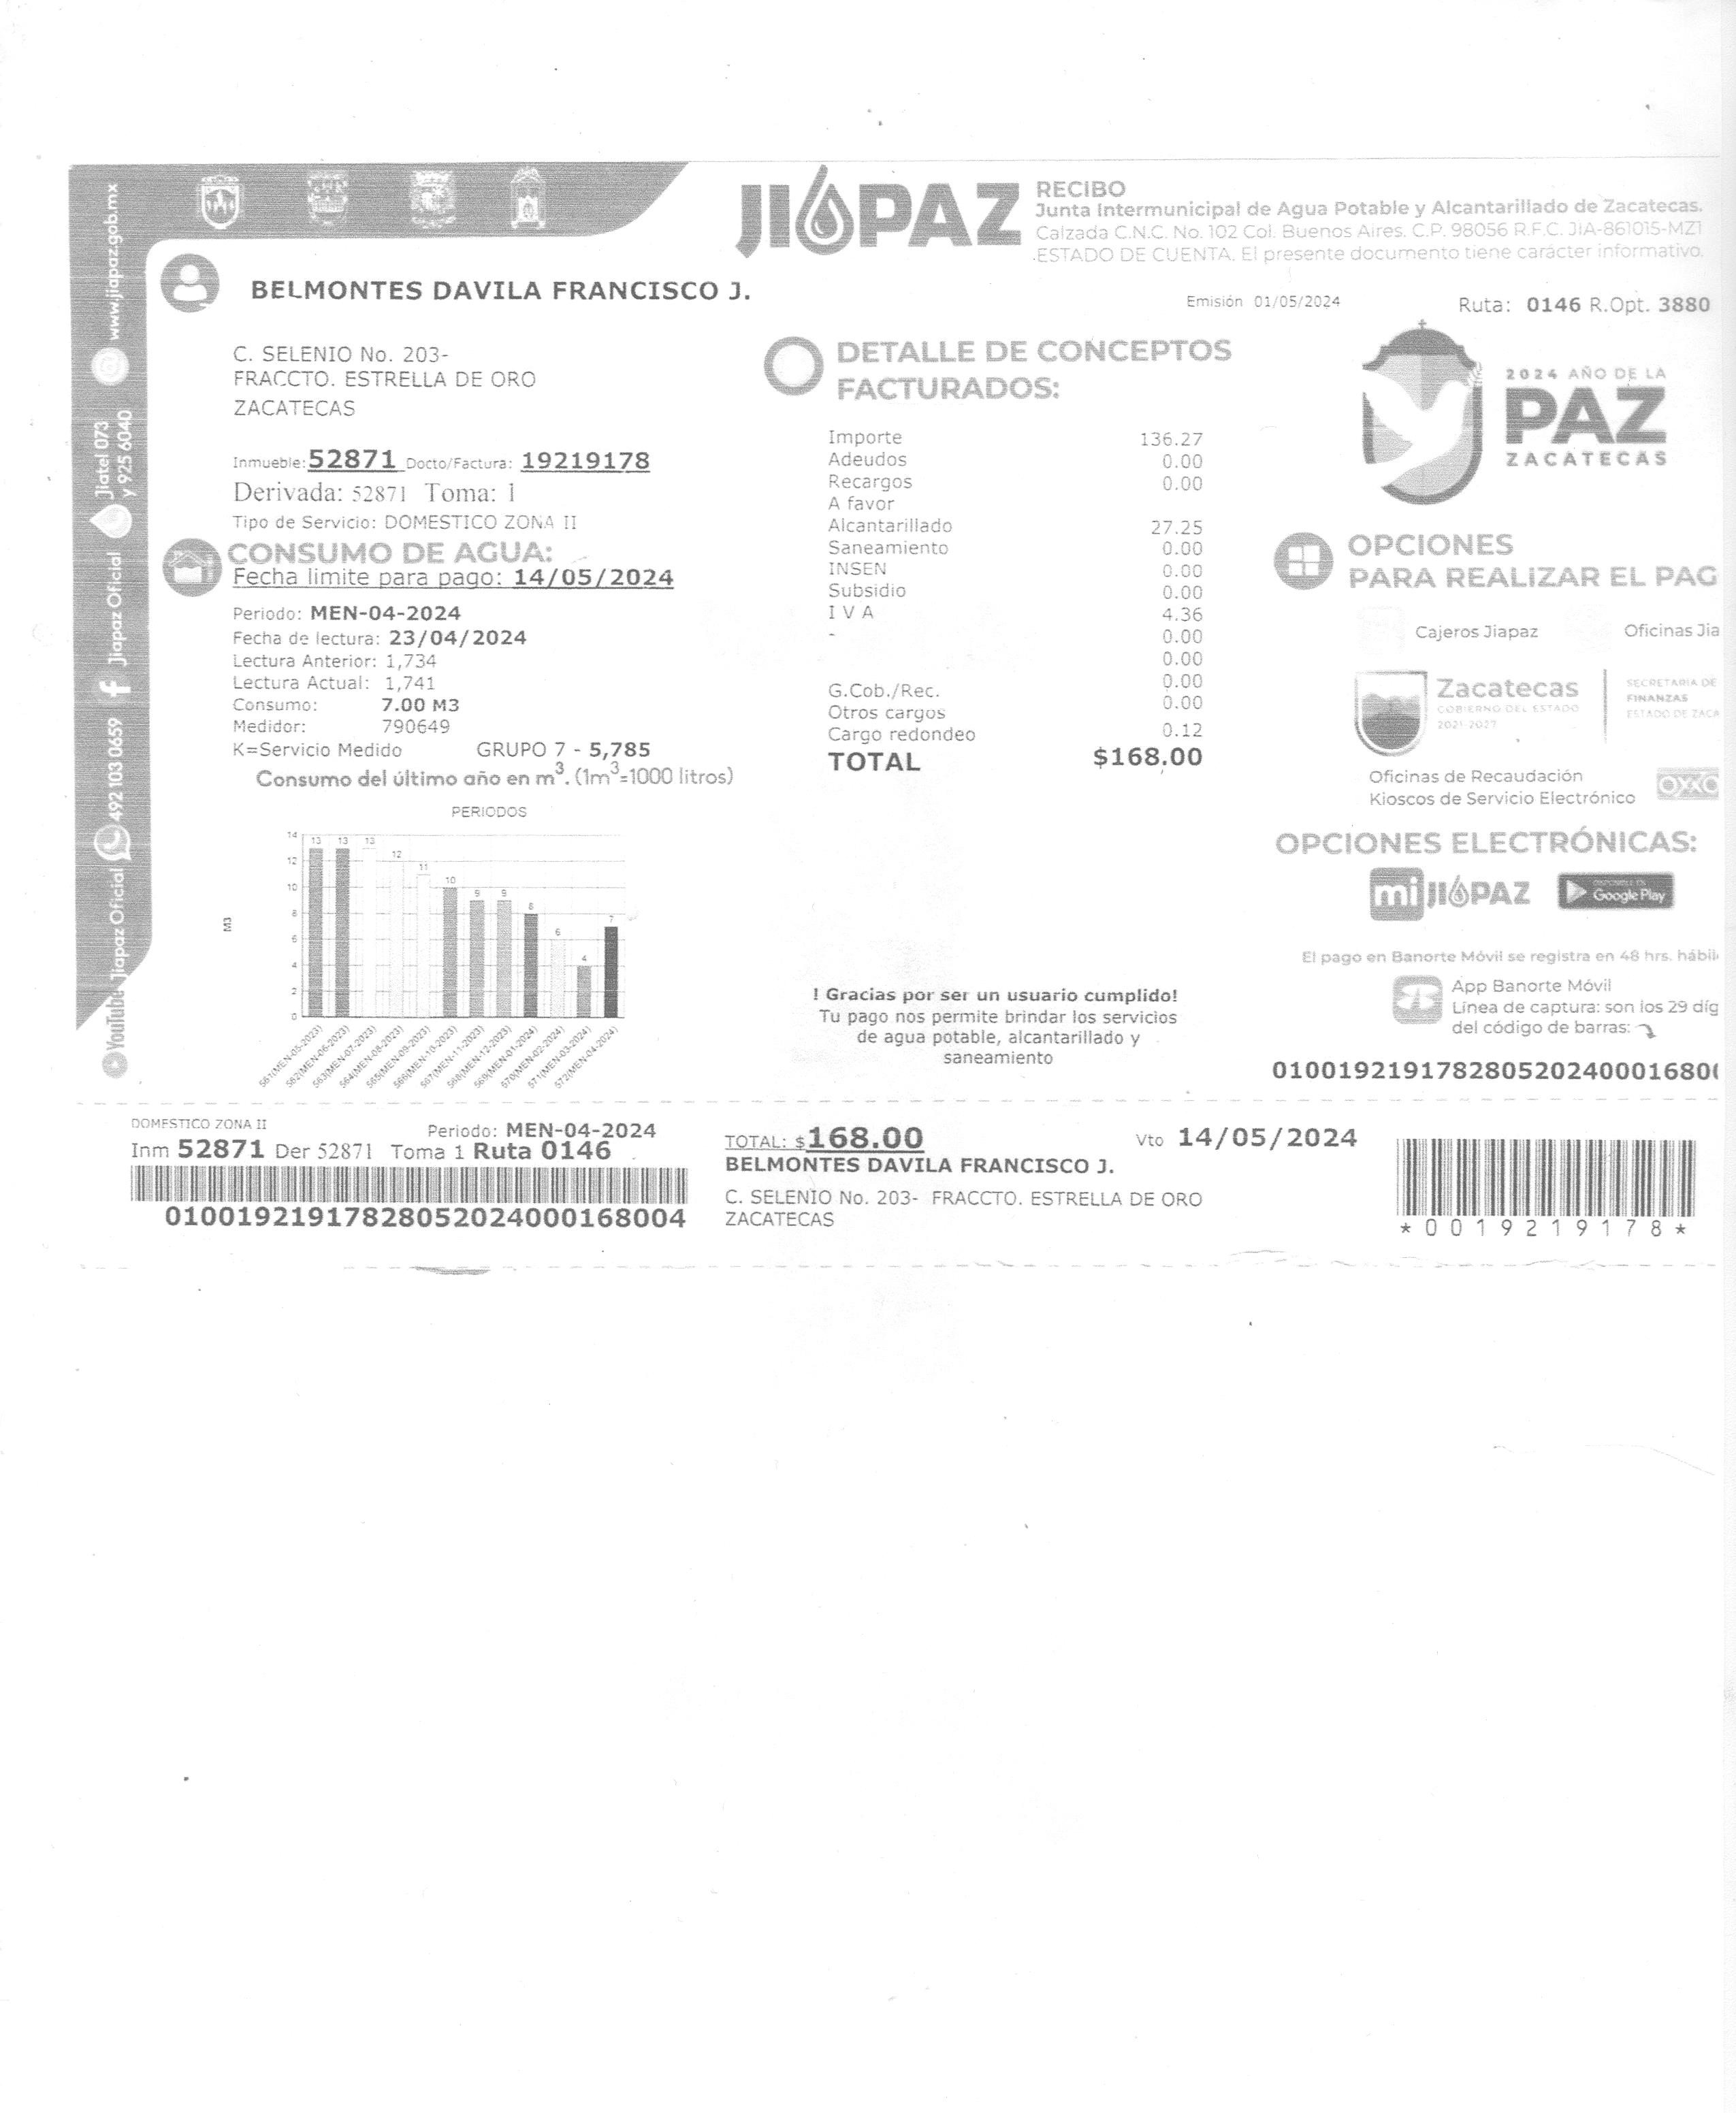 JIAPAZ
RECIBO
Junta Intermunicipal de Agua Potable y Alcantarillado de Zacatecas.
Calzada C.N.C. No. 102 Col. Buenos Aires. C.P. 98056 R.F.C. JIA-861015-MZ1
.ESTADO DE CUENTA. El presente documento tiene carácter informativo.
www.jiapaz.gob.mx
Jiatel 073
y 925 6040
Jiapaz Oficial
492 103 0659
YouTube Jiapaz Oficial
BELMONTES DAVILA FRANCISCO J.
Emisión 01/05/2024
Ruta: 0146 R.Opt. 3880
C. SELENIO No. 203-
FRACCTO. ESTRELLA DE ORO
ZACATECAS
Inmueble: 52871 Docto/Factura: 19219178
Derivada: 52871 Toma: 1
Tipo de Servicio: DOMESTICO ZONA II
CONSUMO DE AGUA:
Fecha limite para pago: 14/05/2024
Periodo: MEN-04-2024
Fecha de lectura: 23/04/2024
Lectura Anterior: 1,734
Lectura Actual: 1,741
Consumo: 7.00 M3
Medidor: 790649
K=Servicio Medido GRUPO 7 - 5,785
Consumo del último año en m³. (1m³=1000 litros)
PERIODOS
M3
14
12
10
8
6
4
2
0
13 13 13 12 11 10 9 9 8 6 4 7
561(MEN-05-2023)
562(MEN-06-2023)
563(MEN-07-2023)
564(MEN-08-2023)
565(MEN-09-2023)
566(MEN-10-2023)
567(MEN-11-2023)
568(MEN-12-2023)
569(MEN-01-2024)
570(MEN-02-2024)
571(MEN-03-2024)
572(MEN-04-2024)
DETALLE DE CONCEPTOS
FACTURADOS:
Importe 136.27
Adeudos 0.00
Recargos 0.00
A favor
Alcantarillado 27.25
Saneamiento 0.00
INSEN 0.00
Subsidio 0.00
I V A 4.36
- 0.00
0.00
G.Cob./Rec. 0.00
Otros cargos 0.00
Cargo redondeo 0.12
TOTAL $168.00
! Gracias por ser un usuario cumplido!
Tu pago nos permite brindar los servicios
de agua potable, alcantarillado y
saneamiento
2024 AÑO DE LA
PAZ
ZACATECAS
OPCIONES
PARA REALIZAR EL PAG
Cajeros Jiapaz Oficinas Jia
Zacatecas
GOBIERNO DEL ESTADO
2021-2027
SECRETARIA DE
FINANZAS
ESTADO DE ZACA
Oficinas de Recaudación
Kioscos de Servicio Electrónico
OXXO
OPCIONES ELECTRÓNICAS:
mi JIAPAZ
DISPONIBLE EN
Google Play
El pago en Banorte Móvil se registra en 48 hrs. hábil
App Banorte Móvil
Linea de captura: son los 29 díg
del código de barras:
010019219178280520240001680
DOMESTICO ZONA II
Periodo: MEN-04-2024
Inm 52871 Der 52871 Toma 1 Ruta 0146
01001921917828052024000168004
TOTAL: $168.00
Vto 14/05/2024
BELMONTES DAVILA FRANCISCO J.
C. SELENIO No. 203- FRACCTO. ESTRELLA DE ORO
ZACATECAS
*0019219178*